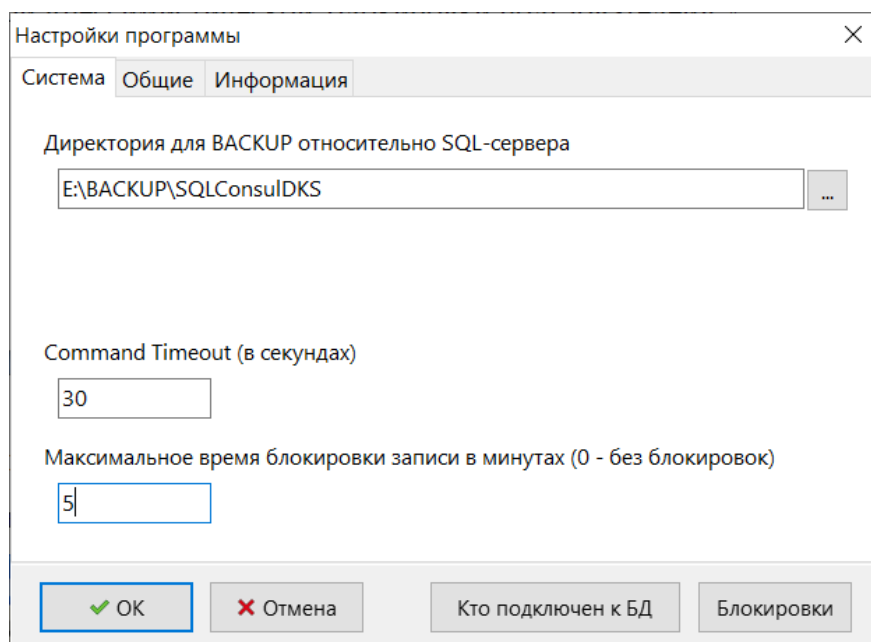 Настройки программы
Система Общие Информация
Директория для BACKUP относительно SQL-сервера
E:\BACKUP\SQLConsulDKS
...
Command Timeout (в секундах)
30
Максимальное время блокировки записи в минутах (0 - без блокировок)
5
ОК Отмена Кто подключен к БД Блокировки